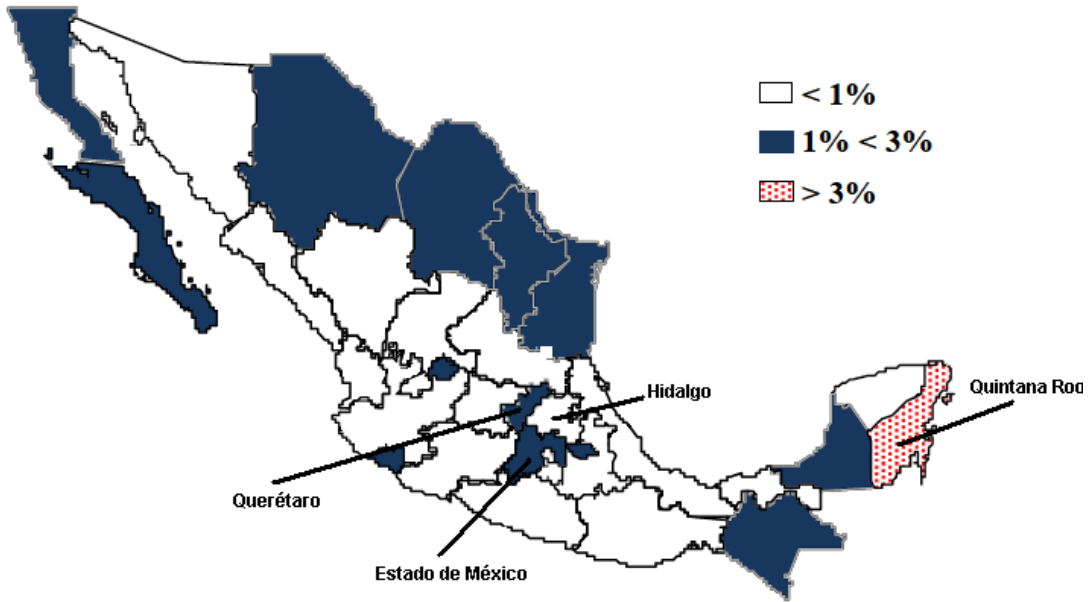 < 1%
1% < 3%
> 3%
Hidalgo
Quintana Roo
Querétaro
Estado de México